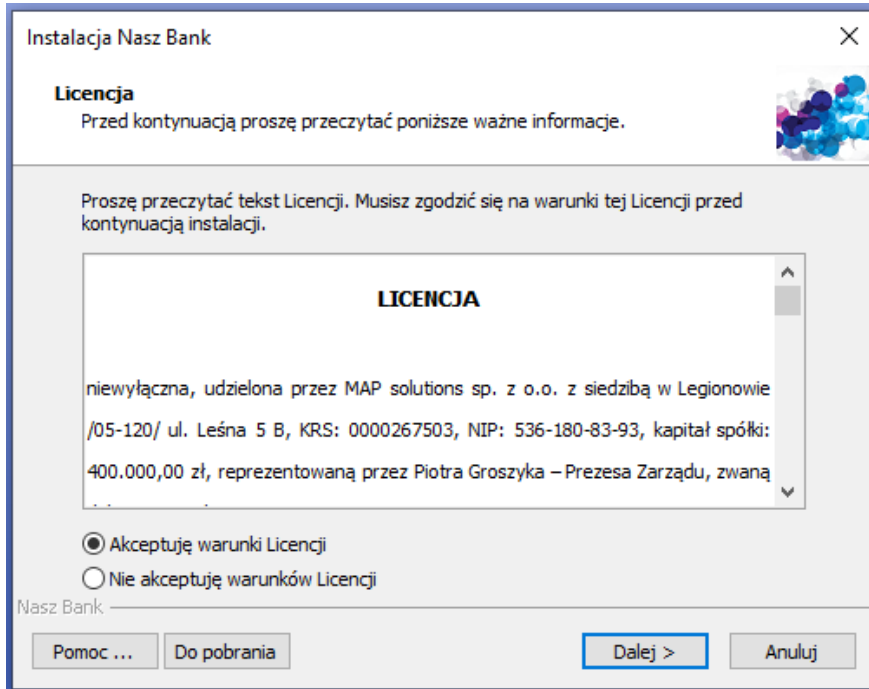 Instalacja Nasz Bank
Licencja
Przed kontynuacją proszę przeczytać poniższe ważne informacje.
Proszę przeczytać tekst Licencji. Musisz zgodzić się na warunki tej Licencji przed
kontynuacją instalacji.
LICENCJA
niewyłączna, udzielona przez MAP solutions sp. z o.o. z siedzibą w Legionowie
/05-120/ ul. Leśna 5 B, KRS: 0000267503, NIP: 536-180-83-93, kapitał spółki:
400.000,00 zł, reprezentowaną przez Piotra Groszyka – Prezesa Zarządu, zwaną
Akceptuję warunki Licencji
Nie akceptuję warunków Licencji
Nasz Bank
Pomoc ...
Do pobrania
Dalej >
Anuluj